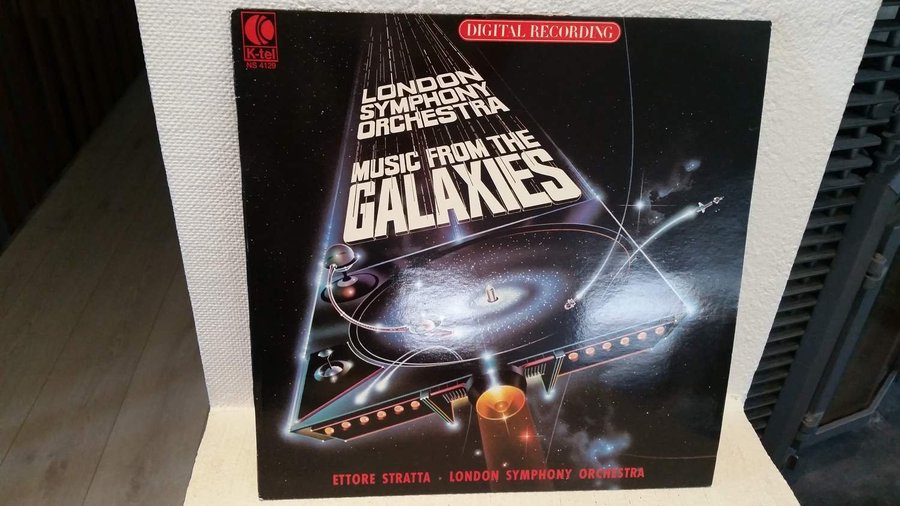 DIGITAL RECORDING
K-tel
NS 4129
LONDON
SYMPHONY
ORCHESTRA
MUSIC FROM THE
GALAXIES
ETTORE STRATTA · LONDON SYMPHONY ORCHESTRA